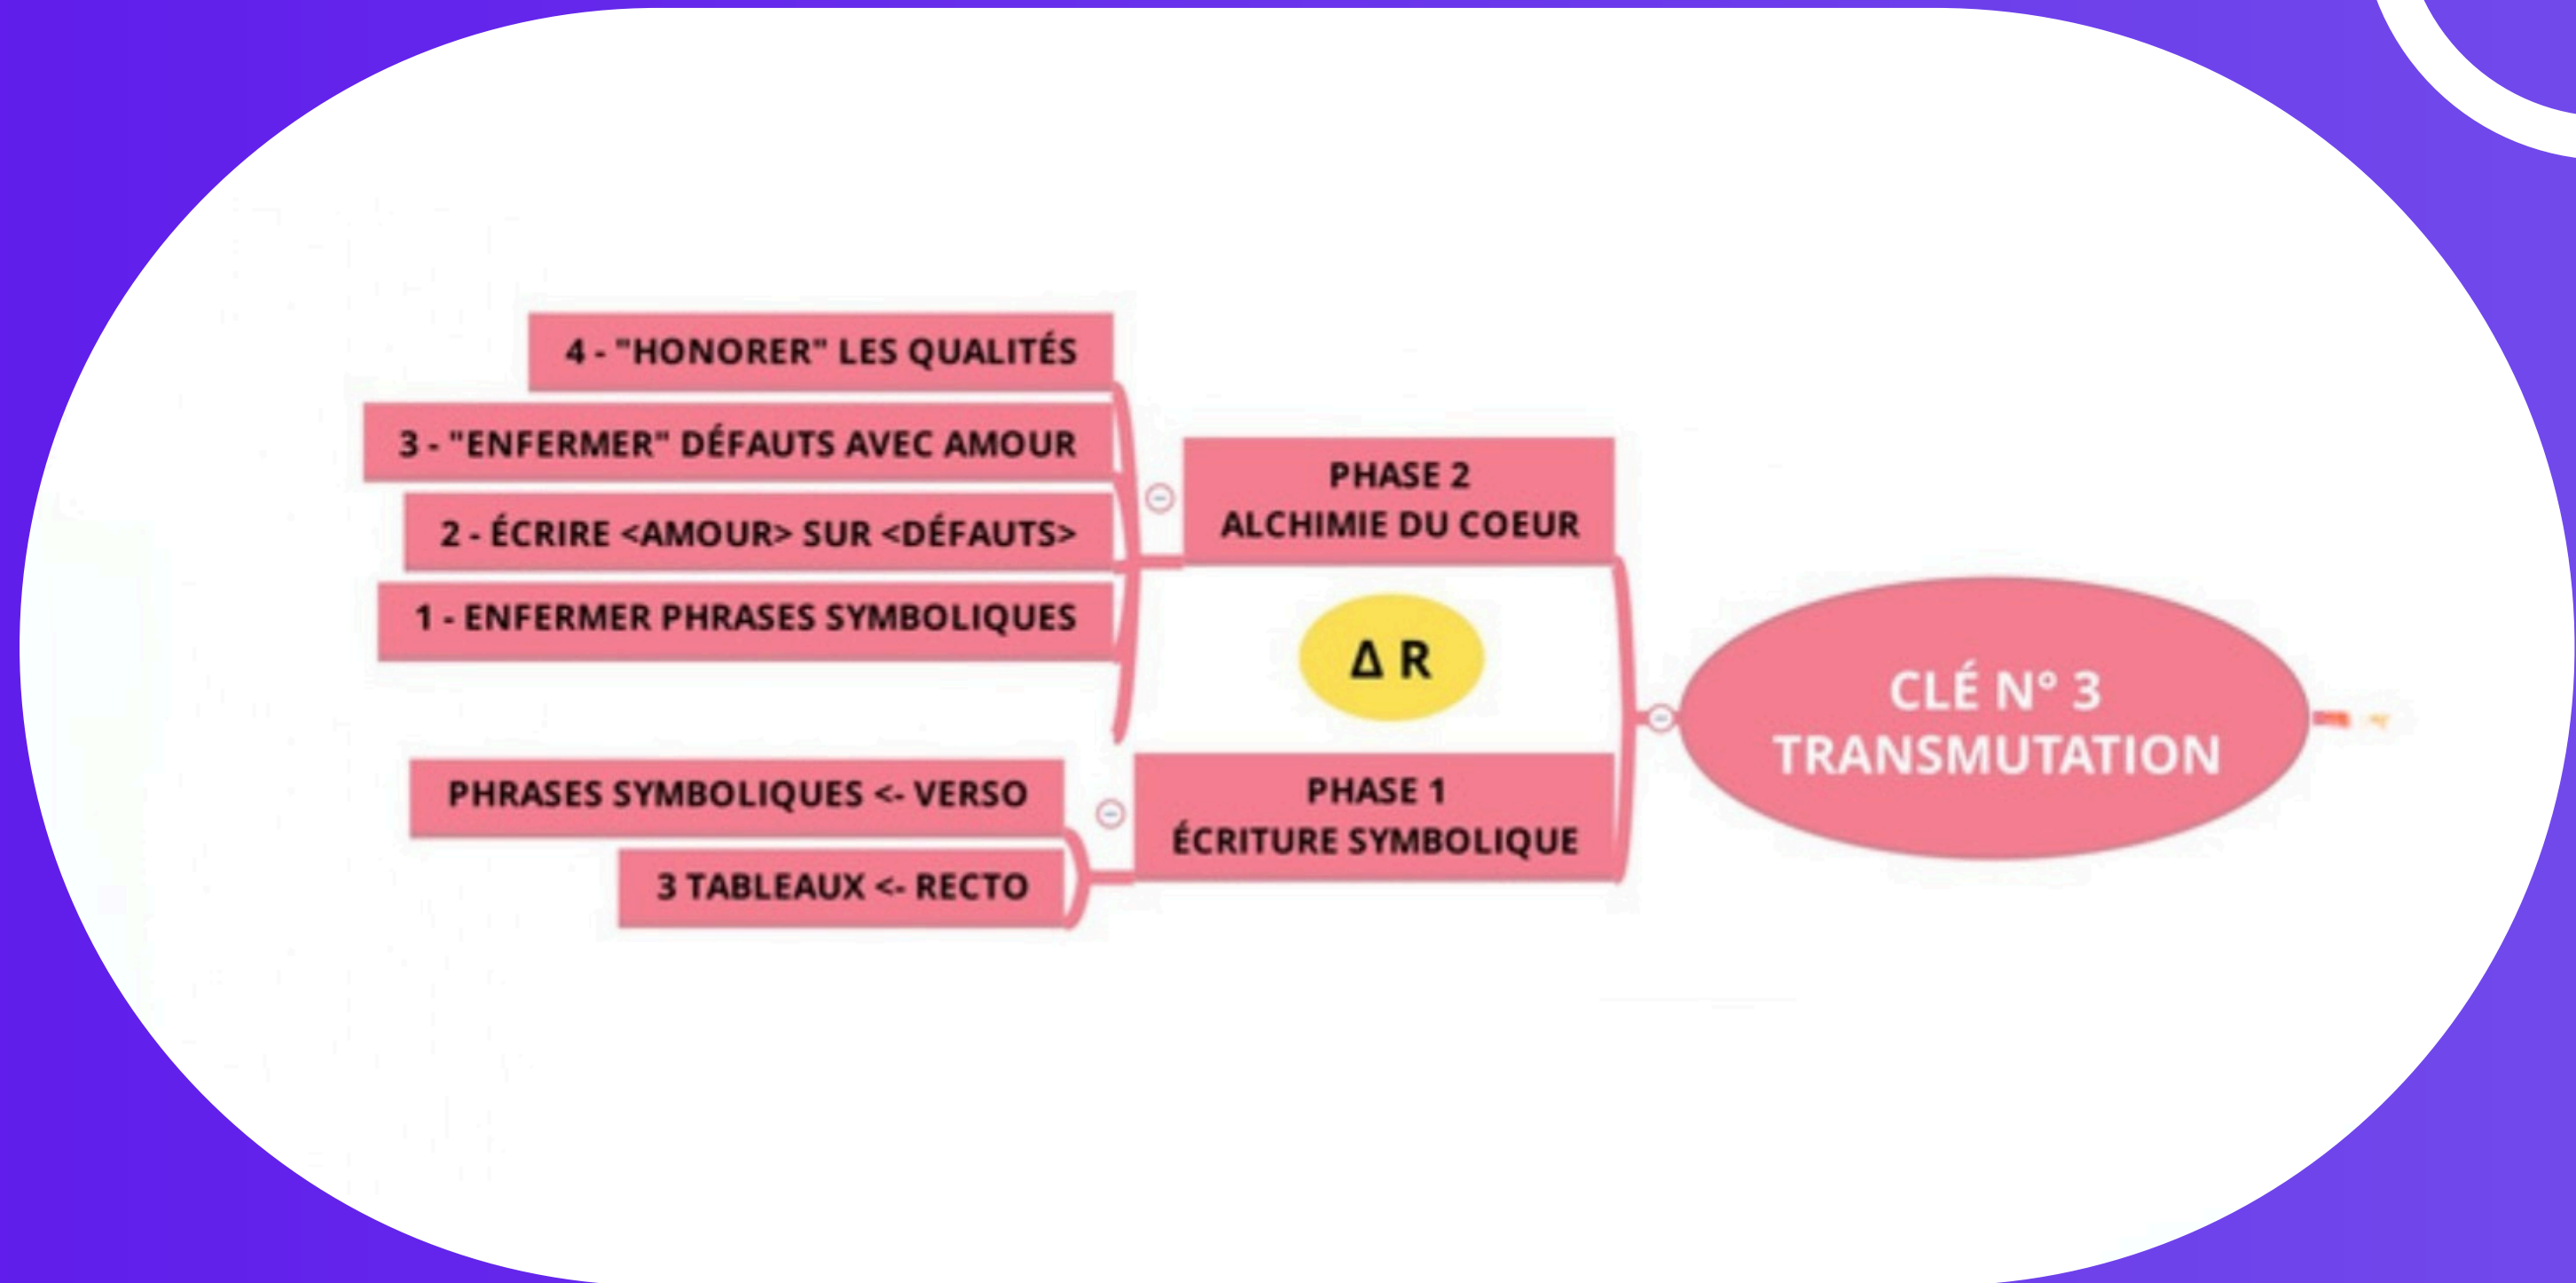 4 - "HONORER" LES QUALITÉS
3 - "ENFERMER" DÉFAUTS AVEC AMOUR
2 - ÉCRIRE <AMOUR> SUR <DÉFAUTS>
1 - ENFERMER PHRASES SYMBOLIQUES
PHASE 2
ALCHIMIE DU COEUR
Δ R
CLÉ N° 3
TRANSMUTATION
PHASE 1
ÉCRITURE SYMBOLIQUE
PHRASES SYMBOLIQUES <- VERSO
3 TABLEAUX <- RECTO